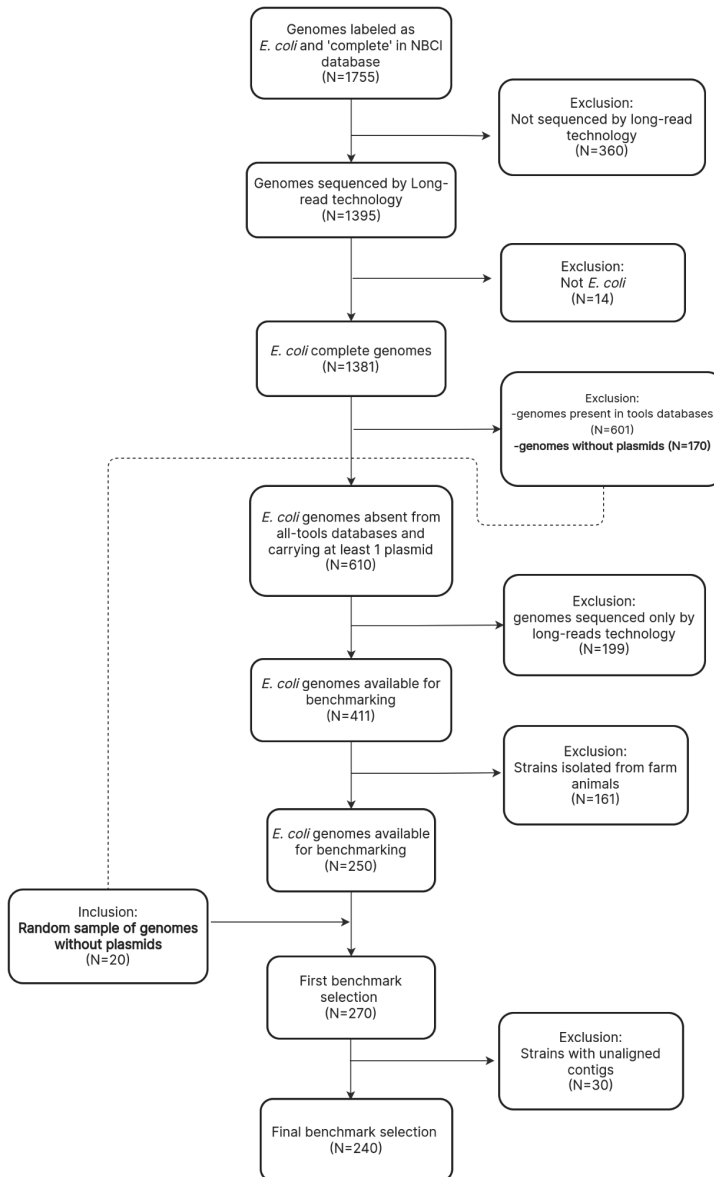 Genomes labeled as
E. coli and 'complete' in NBCI
database
(N=1755)
Exclusion:
Not sequenced by long-read
technology
(N=360)
Genomes sequenced by Long-
read technology
(N=1395)
Exclusion:
Not E. coli
(N=14)
E. coli complete genomes
(N=1381)
Exclusion:
-genomes present in tools databases
(N=601)
-genomes without plasmids (N=170)
E. coli genomes absent from
all-tools databases and
carrying at least 1 plasmid
(N=610)
Exclusion:
genomes sequenced only by
long-reads technology
(N=199)
E. coli genomes available for
benchmarking
(N=411)
Exclusion:
Strains isolated from farm
animals
(N=161)
E. coli genomes available
for benchmarking
(N=250)
Inclusion:
Random sample of genomes
without plasmids
(N=20)
First benchmark
selection
(N=270)
Exclusion:
Strains with unaligned
contigs
(N=30)
Final benchmark selection
(N=240)